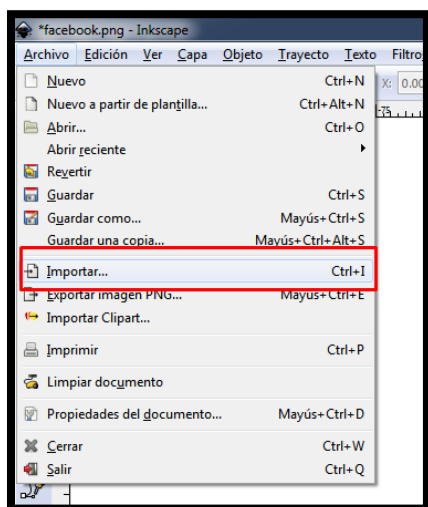 *facebook.png - Inkscape
Archivo Edición Ver Capa Objeto Trayecto Texto Filtro
Nuevo Ctrl+N X: 0.00
Nuevo a partir de plantilla... Ctrl+Alt+N
Abrir... Ctrl+O
Abrir reciente
Revertir
Guardar Ctrl+S
Guardar como... Mayús+Ctrl+S
Guardar una copia... Mayús+Ctrl+Alt+S
Importar... Ctrl+I
Exportar imagen PNG... Mayús+Ctrl+E
Importar Clipart...
Imprimir Ctrl+P
Limpiar documento
Propiedades del documento... Mayús+Ctrl+D
Cerrar Ctrl+W
Salir Ctrl+Q